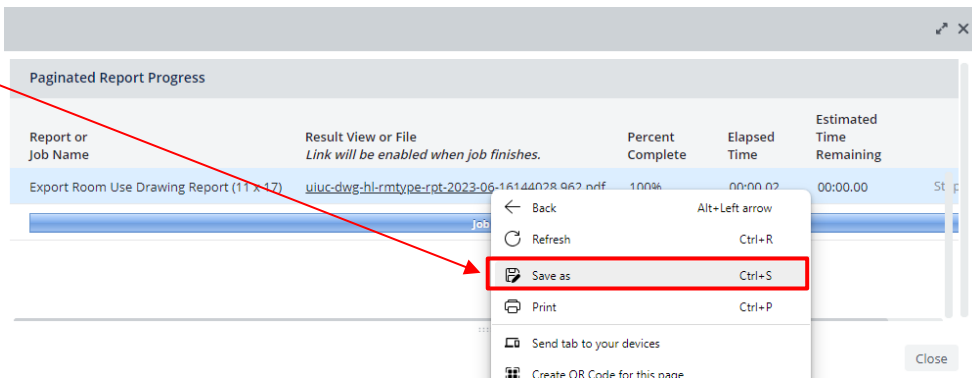 Paginated Report Progress
Report or Job Name
Result View or File
Link will be enabled when job finishes.
Percent Complete
Elapsed Time
Estimated Time Remaining
Export Room Use Drawing Report (11 x 17) uiuc-dwg-hl-rmtype-rpt-2023-06-16144028.962.pdf 100% 00:00.02 00:00.00 Stop
Job
Back Alt+Left arrow
Refresh Ctrl+R
Save as Ctrl+S
Print Ctrl+P
Send tab to your devices
Create QR Code for this page
Close